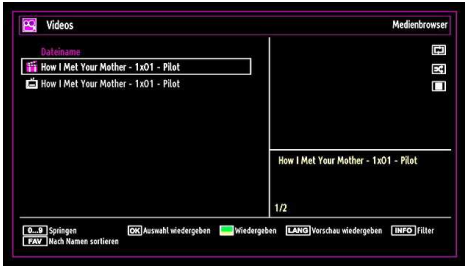 Videos Medienbrowser
Dateiname
How I Met Your Mother - 1x01 - Pilot
How I Met Your Mother - 1x01 - Pilot
How I Met Your Mother - 1x01 - Pilot
1/2
0...9 Springen OK Auswahl wiedergeben Wiedergeben LANG Vorschau wiedergeben INFO Filter
FAV Nach Namen sortieren